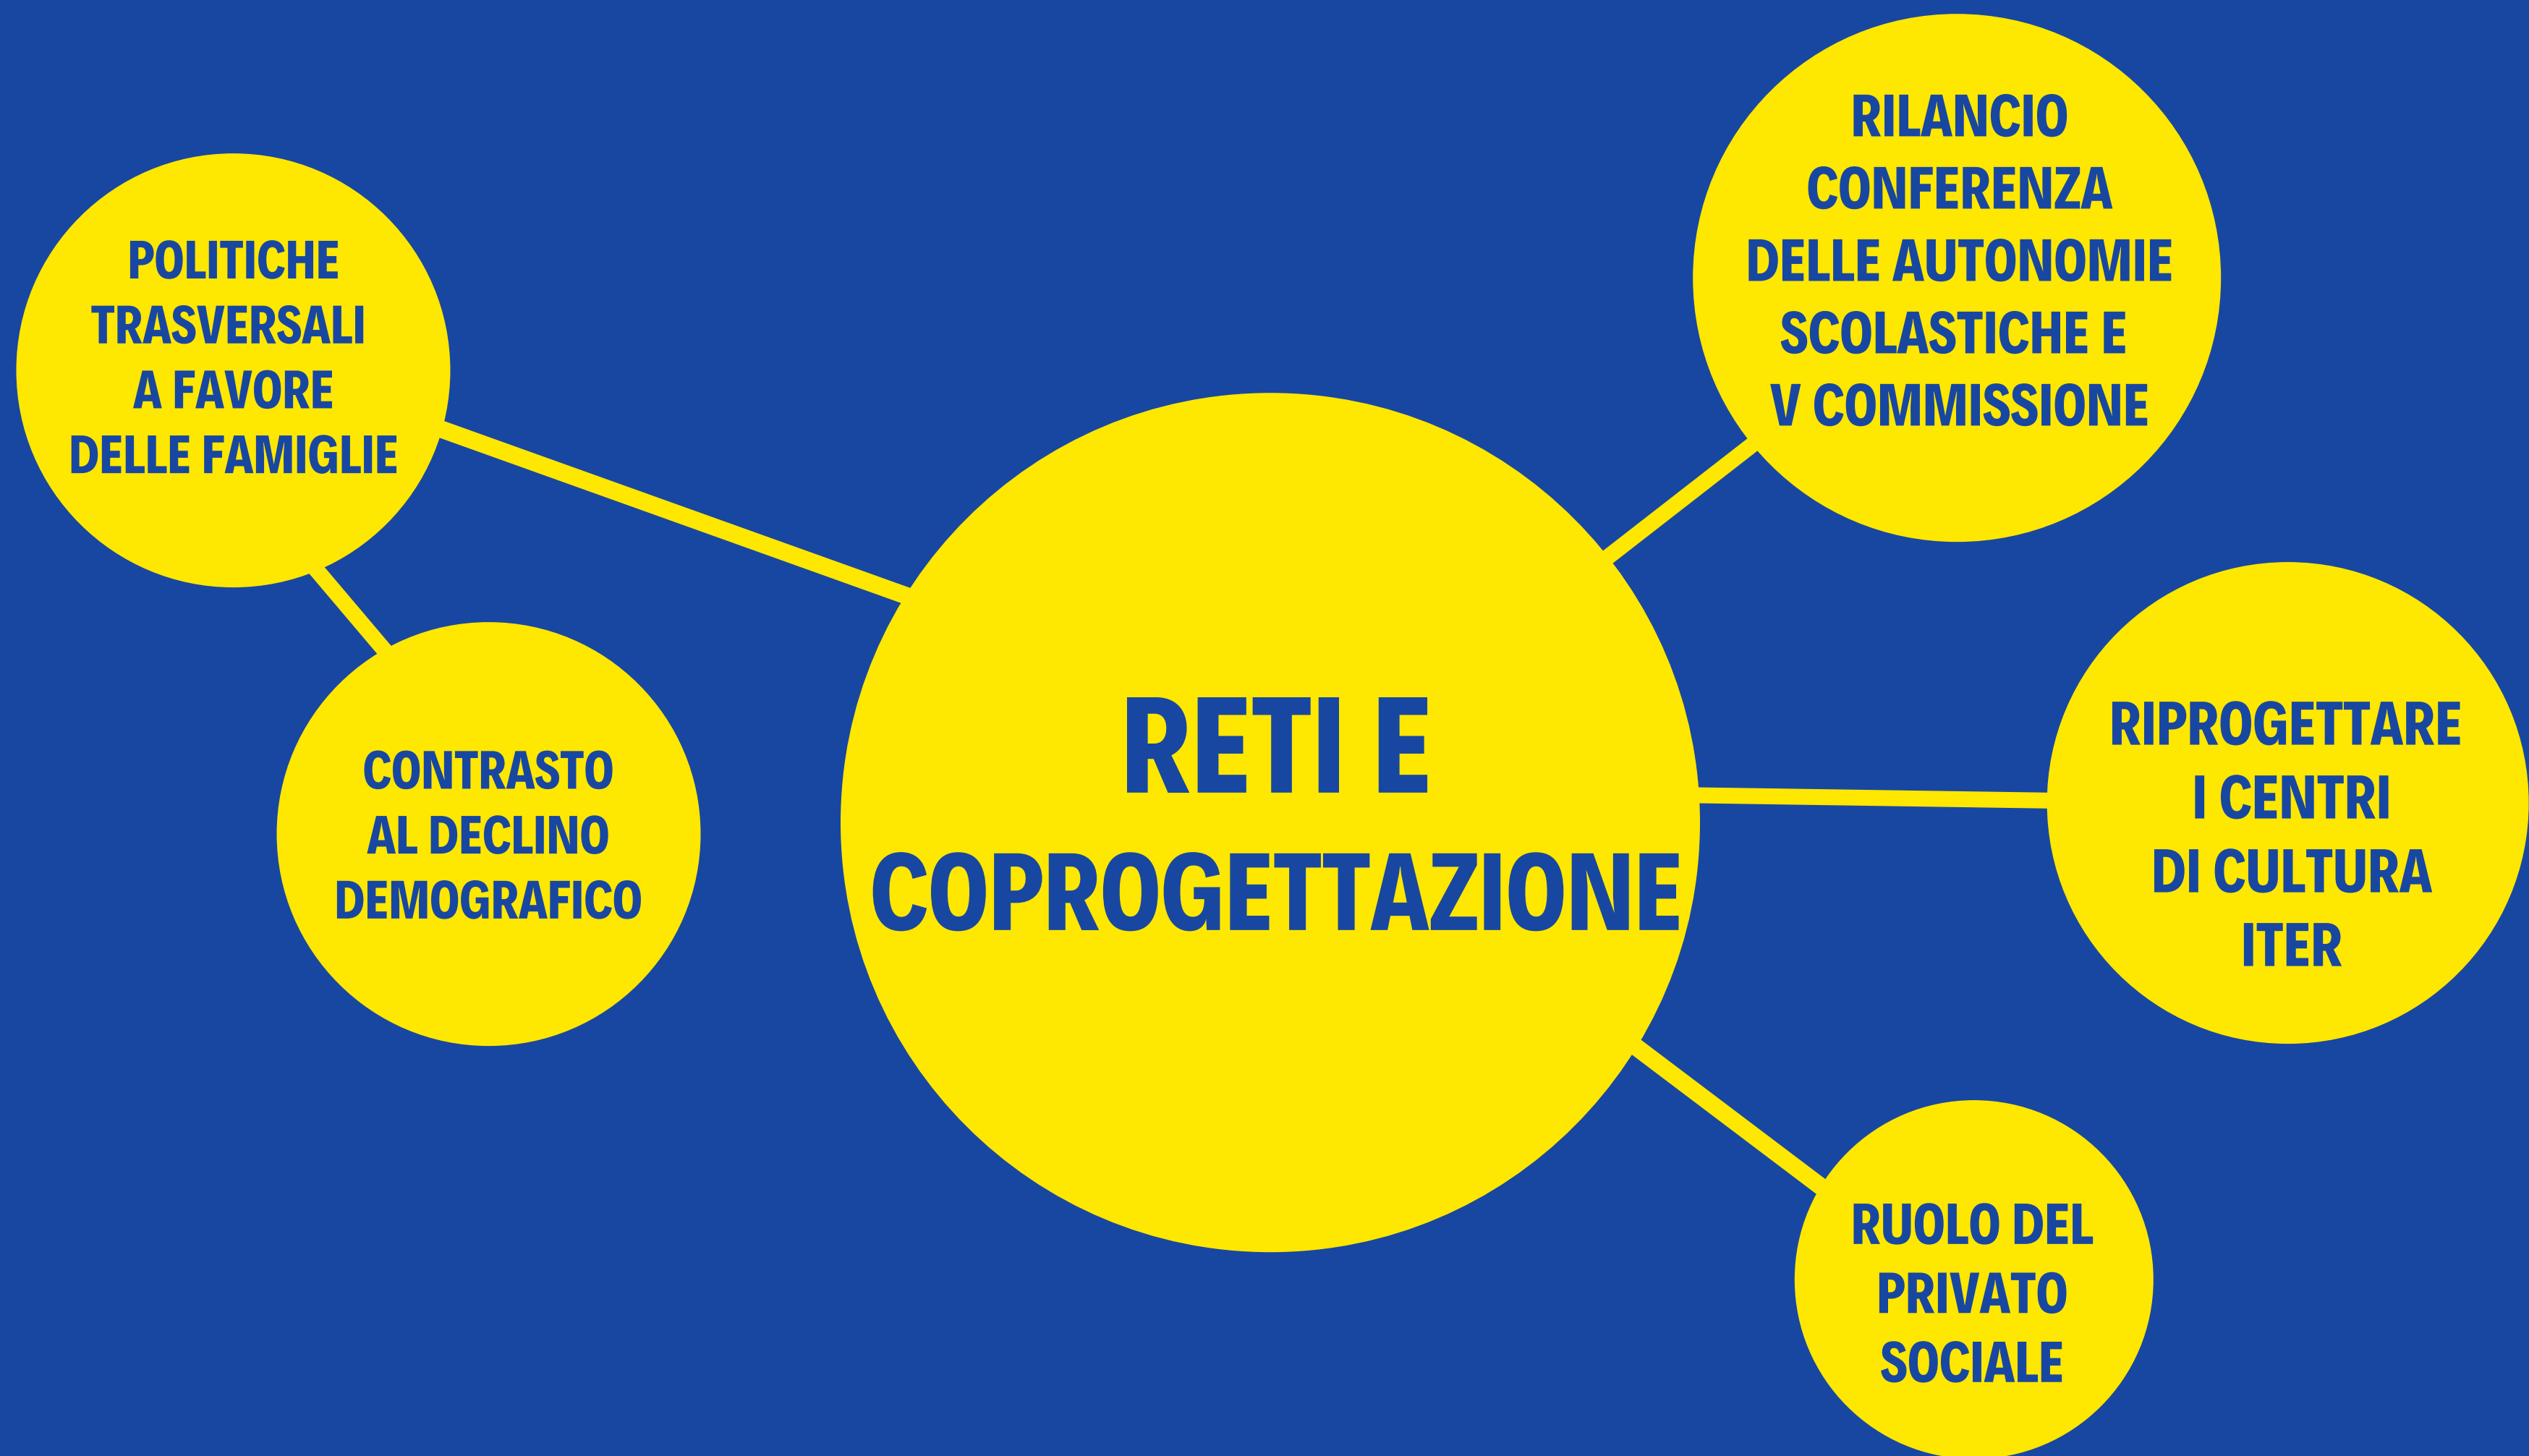 POLITICHE
TRASVERSALI
A FAVORE
DELLE FAMIGLIE
CONTRASTO
AL DECLINO
DEMOGRAFICO
RETI E
COPROGETTAZIONE
RILANCIO
CONFERENZA
DELLE AUTONOMIE
SCOLASTICHE E
V COMMISSIONE
RIPROGETTARE
I CENTRI
DI CULTURA
ITER
RUOLO DEL
PRIVATO
SOCIALE